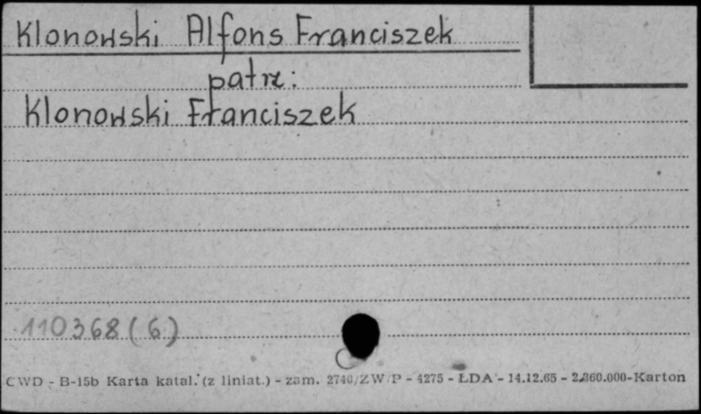 Klonowski Alfons Franciszek
patrz:
Klonowski Franciszek
110368 (6)
CWD - B-15b Karta katal. (z liniat.) - zam. 2740/ZW/P - 4275 - ŁDA - 14.12.65 - 2.860.000-Karton